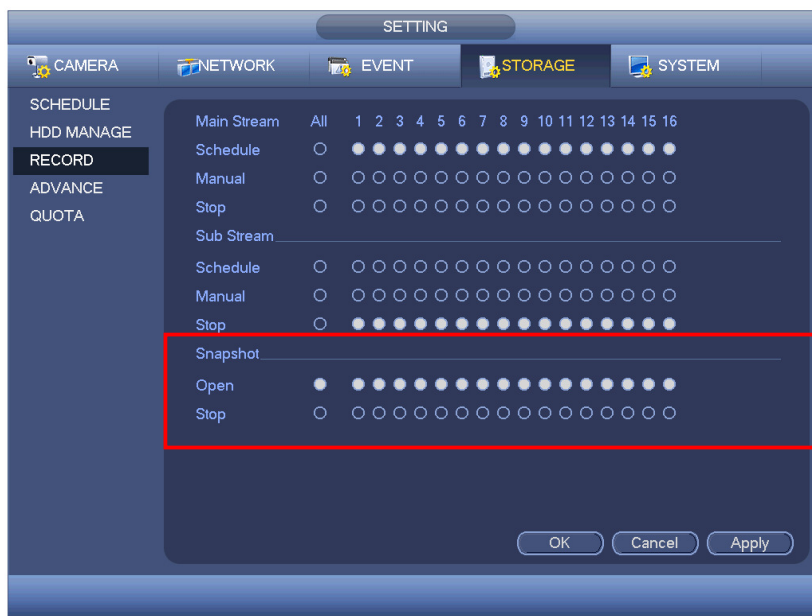 SETTING
CAMERA NETWORK EVENT STORAGE SYSTEM
SCHEDULE
HDD MANAGE
RECORD
ADVANCE
QUOTA
Main Stream All 1 2 3 4 5 6 7 8 9 10 11 12 13 14 15 16
Schedule
Manual
Stop
Sub Stream
Schedule
Manual
Stop
Snapshot
Open
Stop
OK Cancel Apply